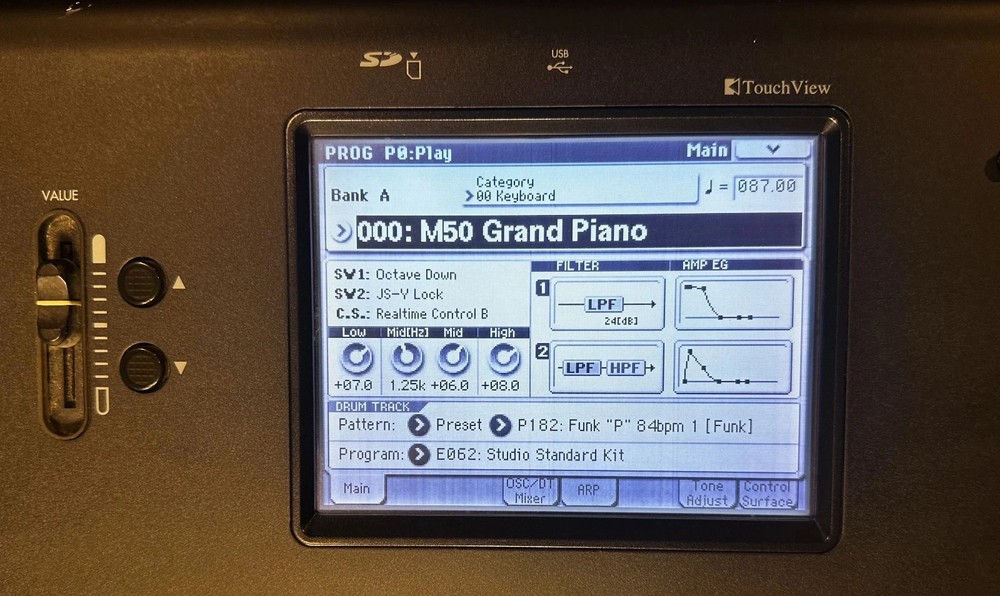 SD
USB
TouchView
VALUE
PROG P0:Play Main
Category
Bank A 00 Keyboard ♩ = 087.00
000: M50 Grand Piano
SW1: Octave Down
SW2: JS-Y Lock
C.S.: Realtime Control B
Low Mid[Hz] Mid High
+07.0 1.25k +06.0 +08.0
FILTER AMP EG
1 LPF
24[dB]
2 LPF HPF
DRUM TRACK
Pattern: Preset P182: Funk "P" 84bpm 1 [Funk]
Program: E062: Studio Standard Kit
Main OSC/DT Mixer ARP Tone Adjust Control Surface